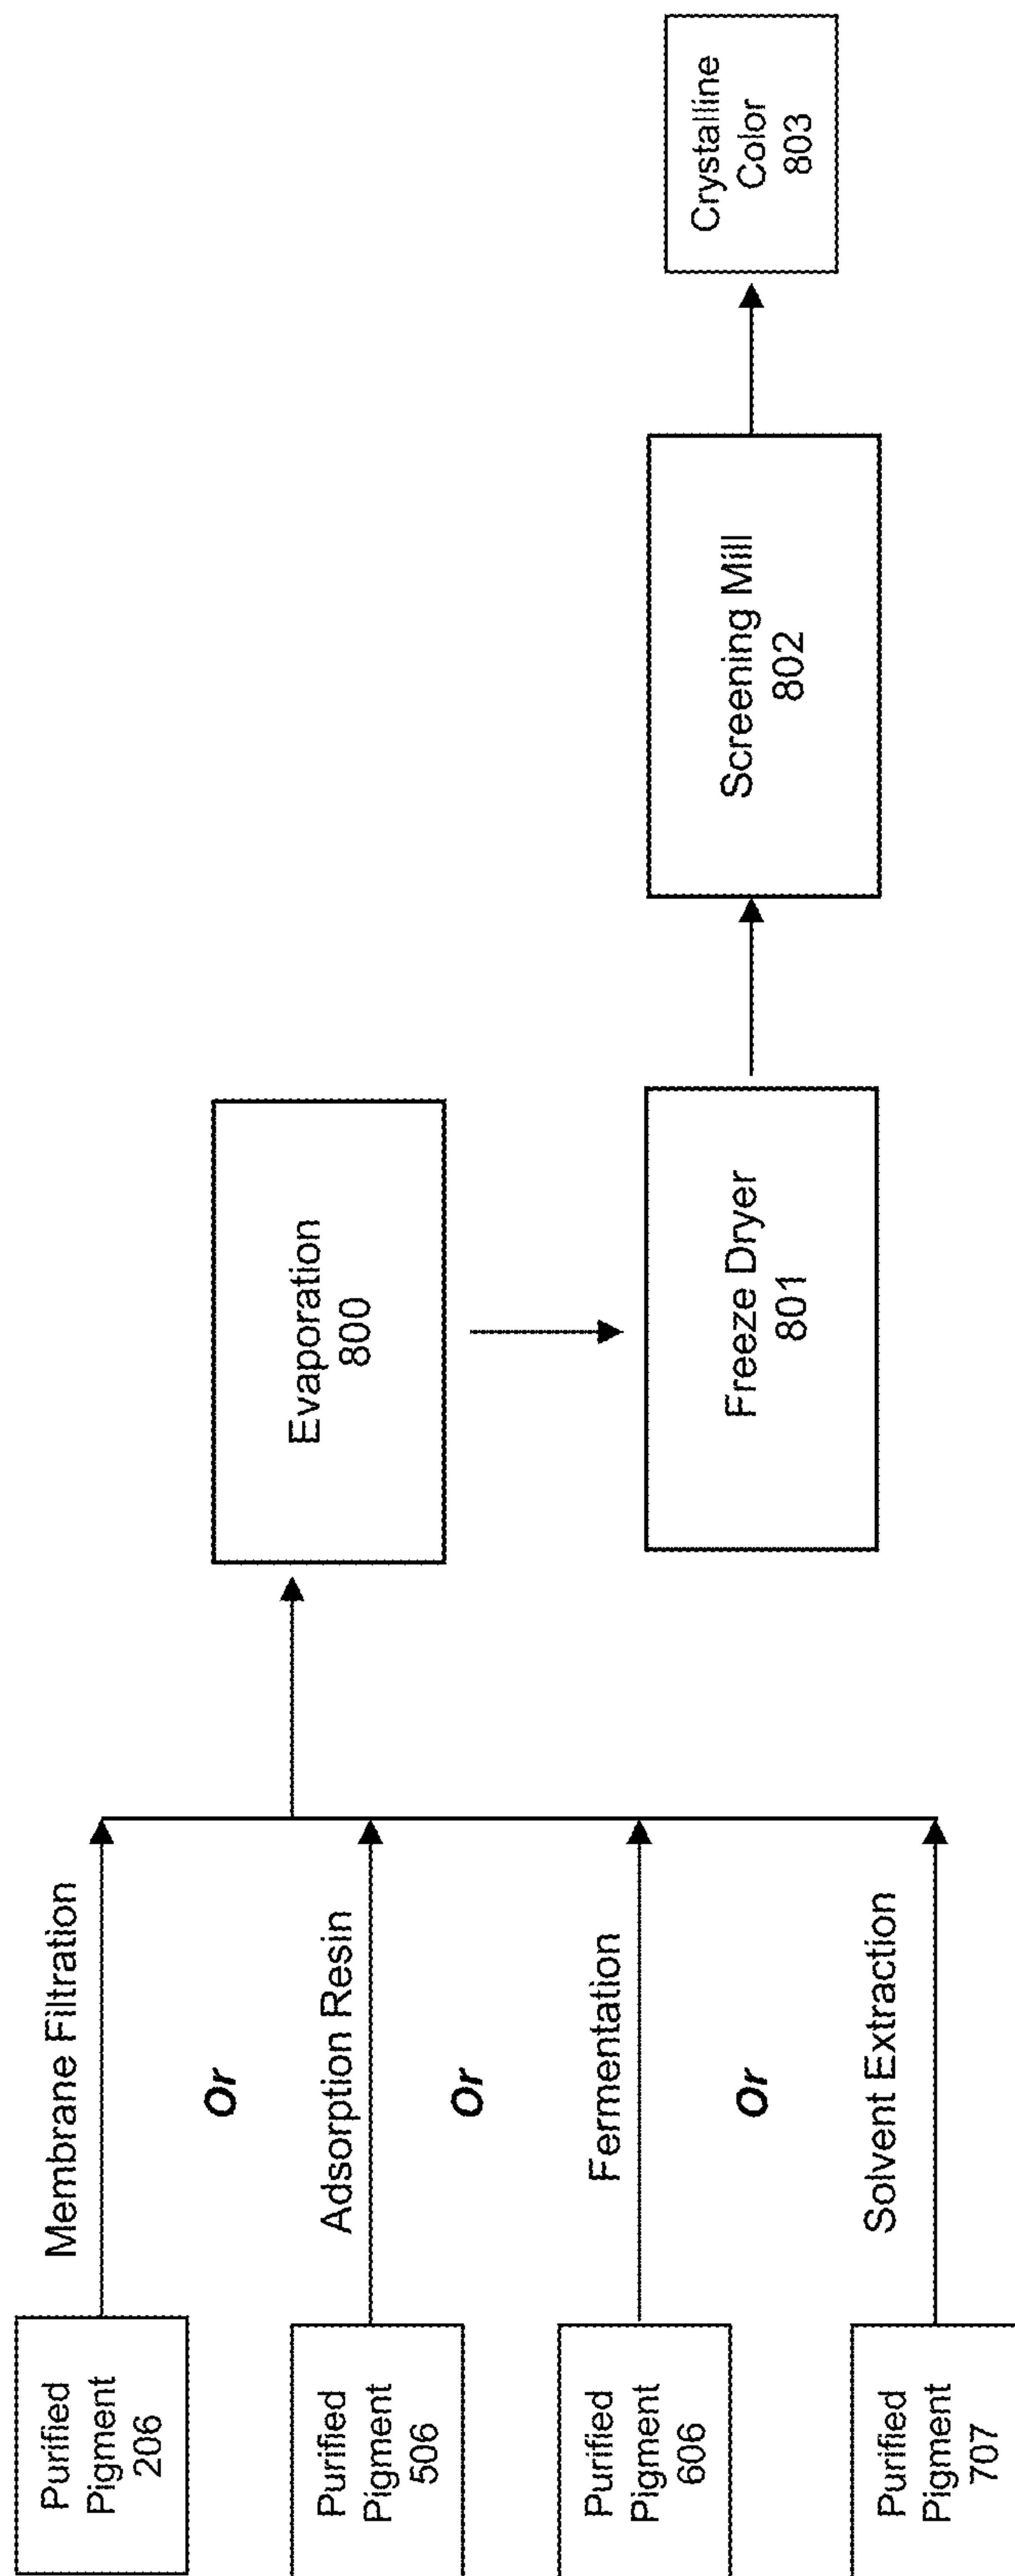 Purified
Pigment
206
Membrane Filtration
Or
Purified
Pigment
506
Adsorption Resin
Or
Purified
Pigment
606
Fermentation
Or
Purified
Pigment
707
Solvent Extraction
Evaporation
800
Freeze Dryer
801
Screening Mill
802
Crystalline
Color
803